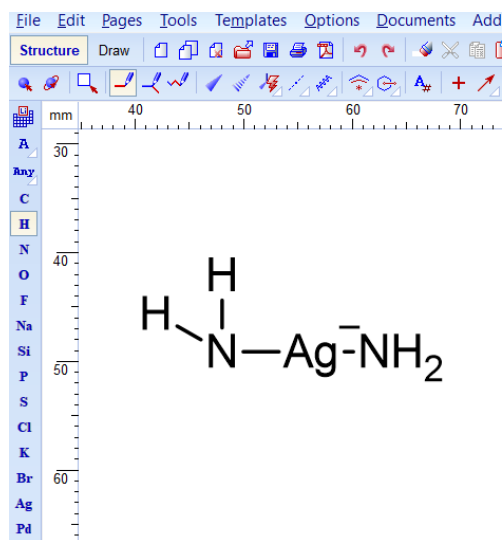 File Edit Pages Tools Templates Options Documents Add
Structure Draw
A#
mm 40 50 60 70
A
Any
C
H
N
O
F
Na
Si
P
S
Cl
K
Br
Ag
Pd
30
40
50
60
H
H
N—Ag⁻-NH₂